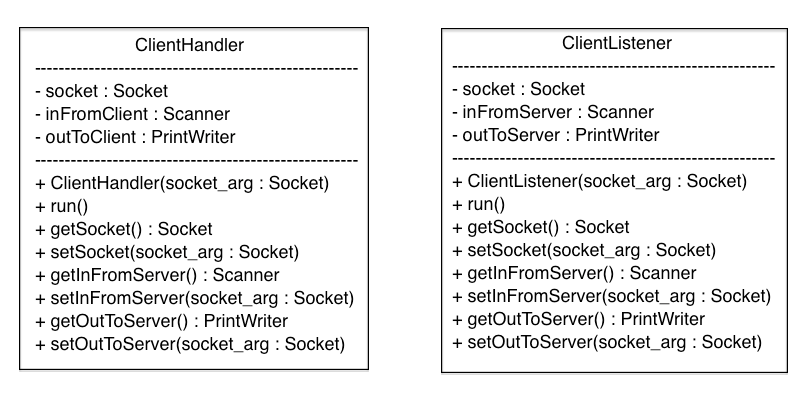 ClientHandler
- socket : Socket
- inFromClient : Scanner
- outToClient : PrintWriter
+ ClientHandler(socket_arg : Socket)
+ run()
+ getSocket() : Socket
+ setSocket(socket_arg : Socket)
+ getInFromServer() : Scanner
+ setInFromServer(socket_arg : Socket)
+ getOutToServer() : PrintWriter
+ setOutToServer(socket_arg : Socket)
ClientListener
- socket : Socket
- inFromServer : Scanner
- outToServer : PrintWriter
+ ClientListener(socket_arg : Socket)
+ run()
+ getSocket() : Socket
+ setSocket(socket_arg : Socket)
+ getInFromServer() : Scanner
+ setInFromServer(socket_arg : Socket)
+ getOutToServer() : PrintWriter
+ setOutToServer(socket_arg : Socket)